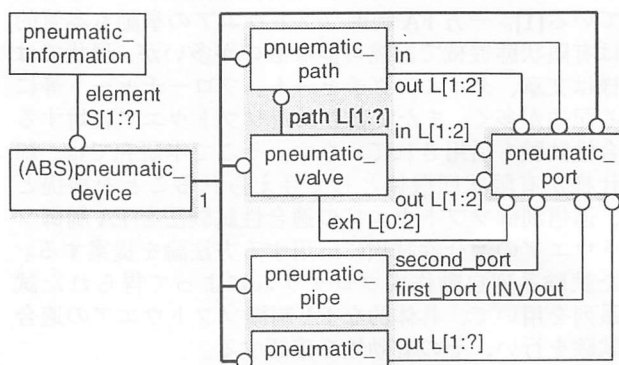 pneumatic_
information
element
S[1:?]
(ABS)pneumatic_
device
1
pnuematic_
path
path L[1:?]
pneumatic_
valve
in
out L[1:2]
in L[1:2]
out L[1:2]
exh L[0:2]
pneumatic_
port
pneumatic_
pipe
second_port
first_port (INV)out
pneumatic_
out L[1:?]